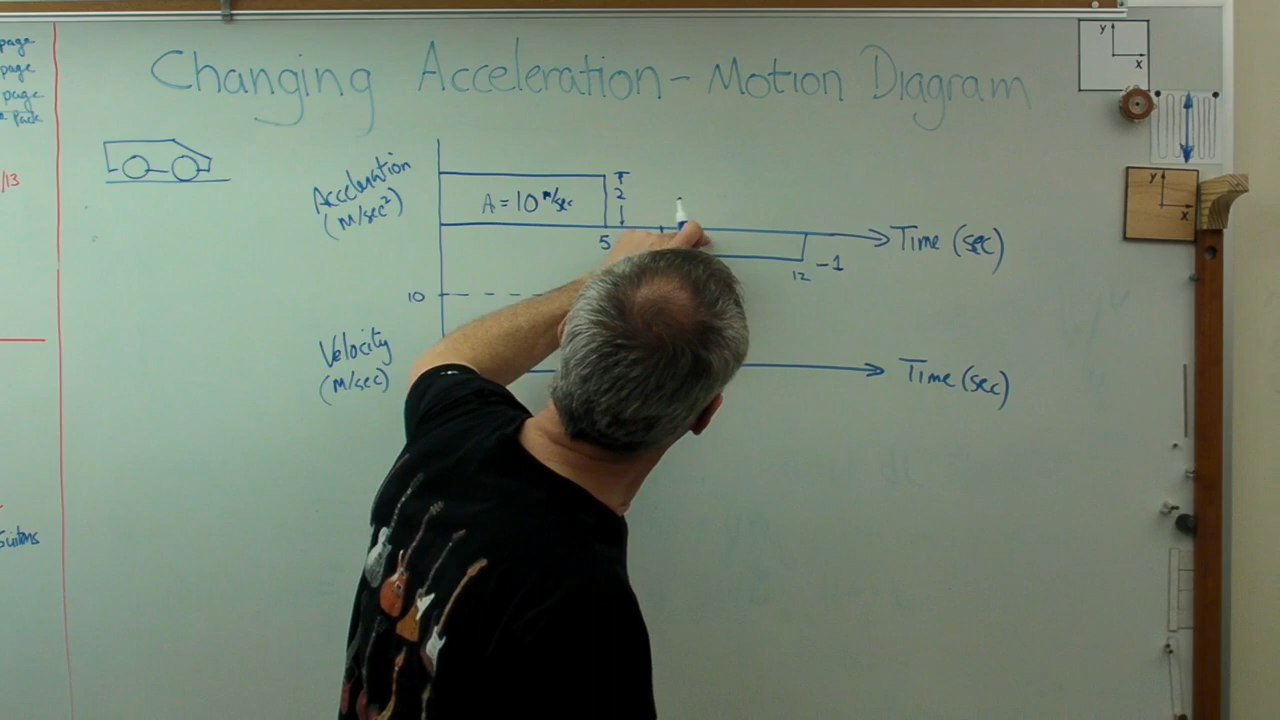 Changing Acceleration - Motion Diagram
page
page
page
/13
Acceleration
(M/sec²)
A = 10 m/sec
2
5
12
-1
Time (sec)
10
Velocity
(M/sec)
Time (sec)
y
x
y
x